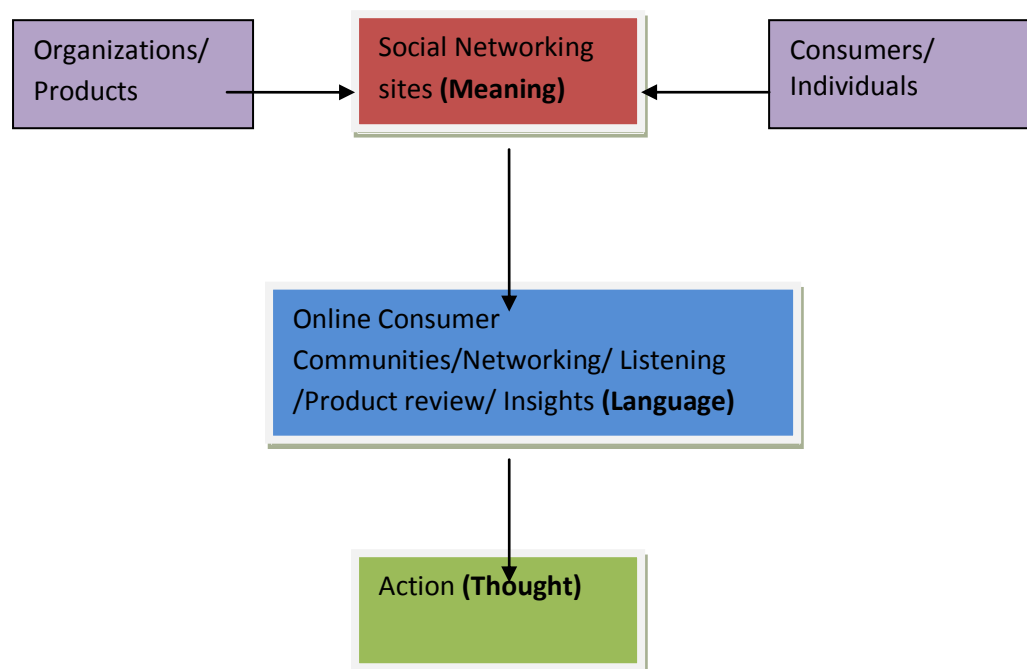 Organizations/
Products
Social Networking
sites (Meaning)
Consumers/
Individuals
Online Consumer
Communities/Networking/ Listening
/Product review/ Insights (Language)
Action (Thought)